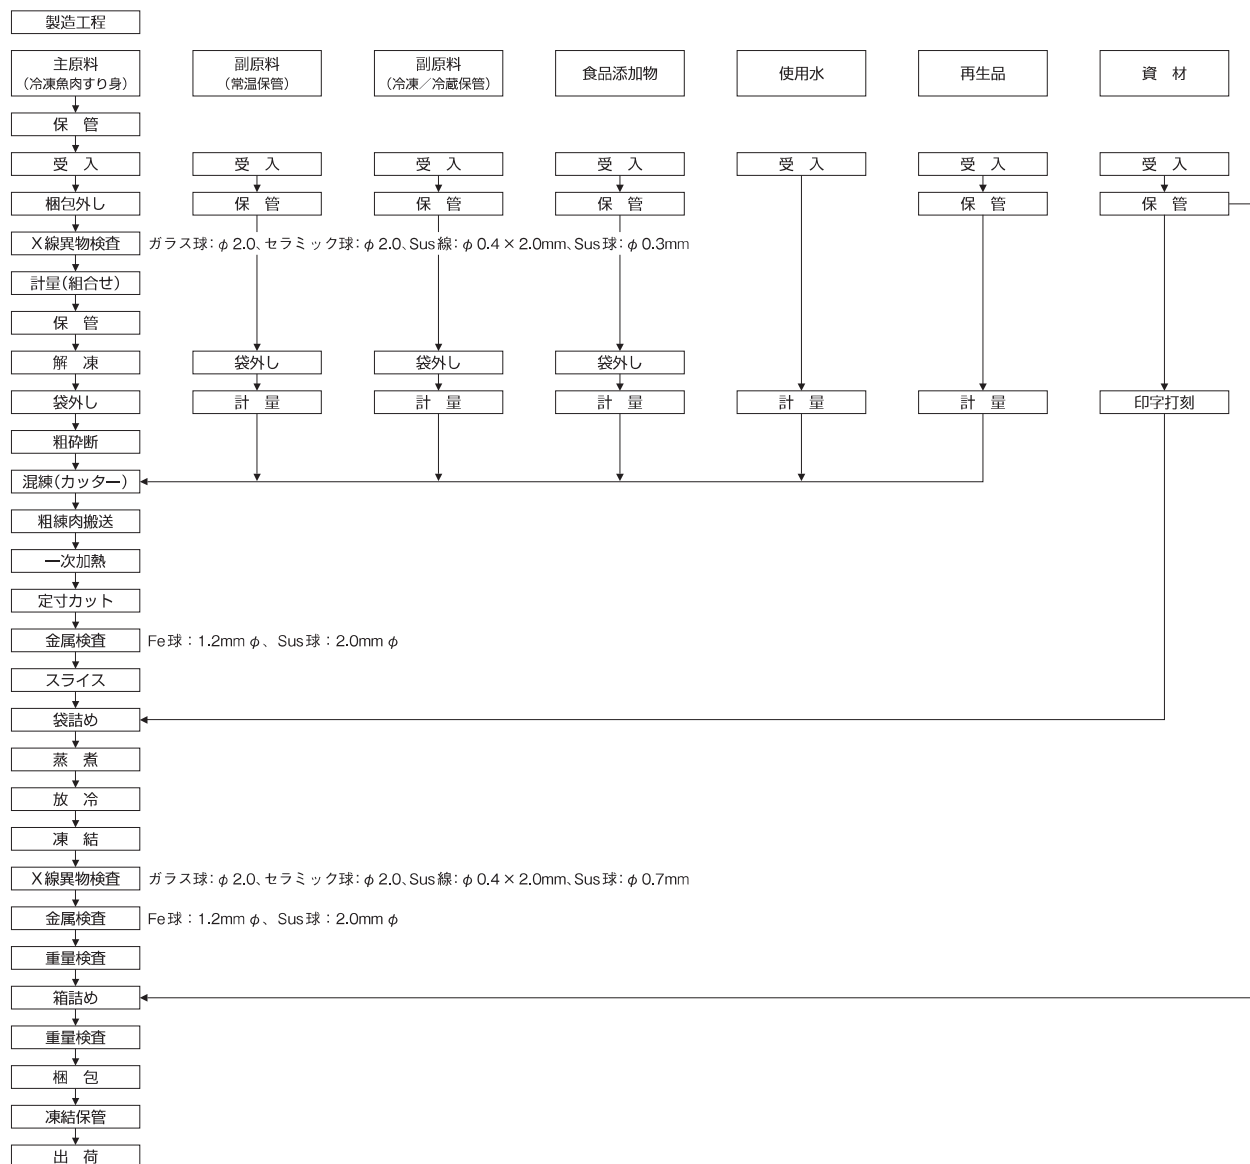 製造工程
主原料 副原料 副原料 食品添加物 使用水 再生品 資 材
（冷凍魚肉すり身） （常温保管） （冷凍／冷蔵保管）
保 管
受 入 受 入 受 入 受 入 受 入 受 入 受 入
梱包外し 保 管 保 管 保 管 保 管 保 管
X線異物検査 ガラス球：φ2.0、セラミック球：φ2.0、Sus線：φ0.4×2.0mm、Sus球：φ0.3mm
計量（組合せ）
保 管
解 凍 袋外し 袋外し 袋外し
袋外し 計 量 計 量 計 量 計 量 計 量 印字打刻
粗砕断
混練（カッター）
粗練肉搬送
一次加熱
定寸カット
金属検査 Fe球：1.2mmφ、Sus球：2.0mmφ
スライス
袋詰め
蒸 煮
放 冷
凍 結
X線異物検査 ガラス球：φ2.0、セラミック球：φ2.0、Sus線：φ0.4×2.0mm、Sus球：φ0.7mm
金属検査 Fe球：1.2mmφ、Sus球：2.0mmφ
重量検査
箱詰め
重量検査
梱 包
凍結保管
出 荷